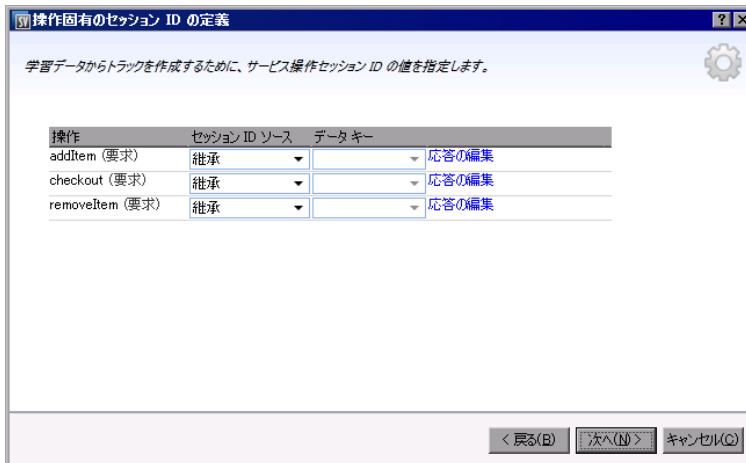 SV 操作固有のセッション ID の定義 ? X
学習データからトラックを作成するために、サービス操作セッション ID の値を指定します。
操作 セッション ID ソース データ キー
addItem (要求) 継承 応答の編集
checkout (要求) 継承 応答の編集
removeItem (要求) 継承 応答の編集
< 戻る(B) 次へ(N) > キャンセル(C)